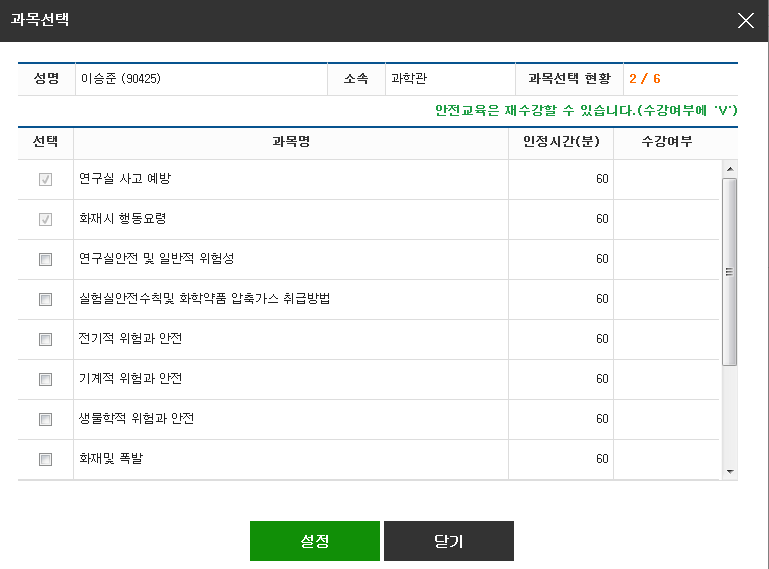 과목선택
성명 이승준 (90425) 소속 과학관 과목선택 현황 2 / 6
안전교육은 재수강할 수 있습니다.(수강여부에 'V')
선택 과목명 인정시간(분) 수강여부
연구실 사고 예방 60
화재시 행동요령 60
연구실안전 및 일반적 위험성 60
실험실안전수칙및 화학약품 압축가스 취급방법 60
전기적 위험과 안전 60
기계적 위험과 안전 60
생물학적 위험과 안전 60
화재및 폭발 60
설정 닫기